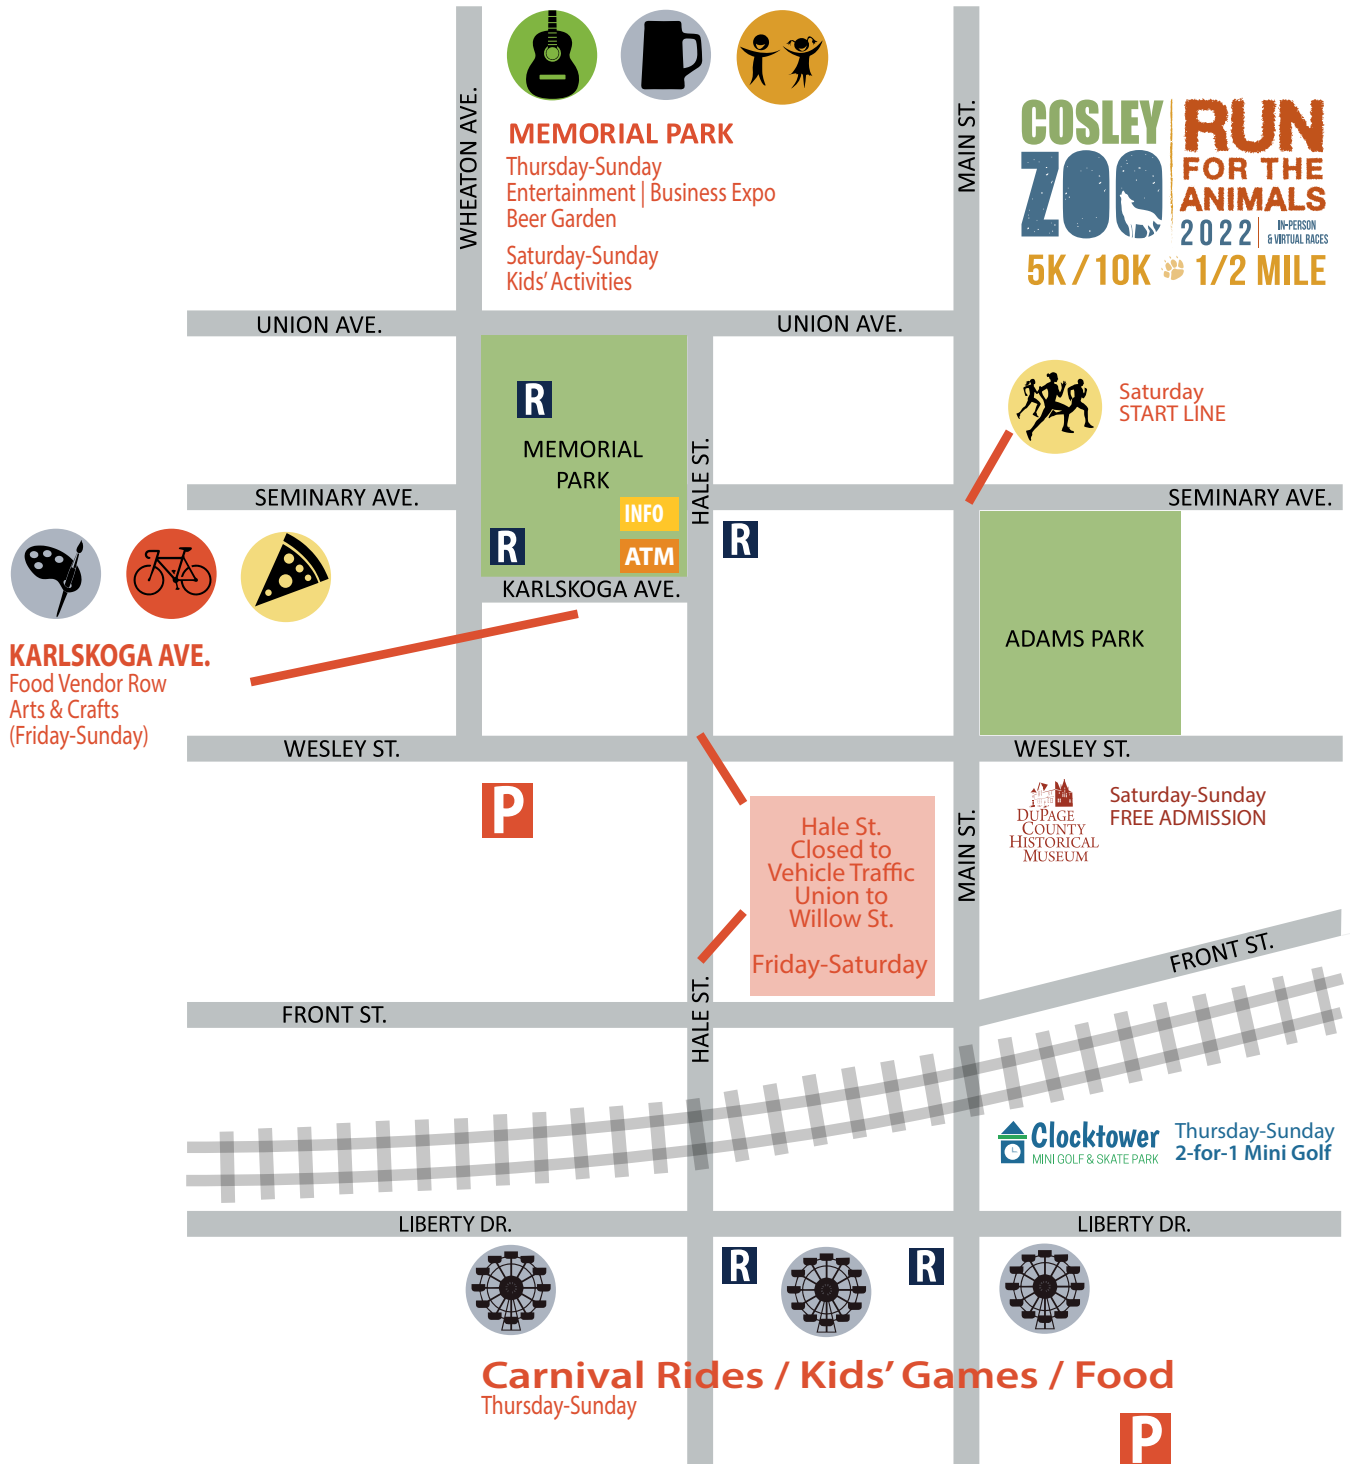 WHEATON AVE.
MEMORIAL PARK
Thursday-Sunday
Entertainment | Business Expo
Beer Garden
Saturday-Sunday
Kids' Activities
MAIN ST.
COSLEY
ZOO
RUN
FOR THE
ANIMALS
2022
IN-PERSON
& VIRTUAL RACES
5K / 10K 1/2 MILE
UNION AVE.
UNION AVE.
Saturday
START LINE
R
MEMORIAL
PARK
HALE ST.
SEMINARY AVE.
SEMINARY AVE.
INFO
ATM
R
R
KARLSKOGA AVE.
ADAMS PARK
KARLSKOGA AVE.
Food Vendor Row
Arts & Crafts
(Friday-Sunday)
WESLEY ST.
WESLEY ST.
P
Hale St.
Closed to
Vehicle Traffic
Union to
Willow St.
Friday-Saturday
MAIN ST.
DUPAGE
COUNTY
HISTORICAL
MUSEUM
Saturday-Sunday
FREE ADMISSION
FRONT ST.
FRONT ST.
HALE ST.
Clocktower
MINI GOLF & SKATE PARK
Thursday-Sunday
2-for-1 Mini Golf
LIBERTY DR.
LIBERTY DR.
R
R
Carnival Rides / Kids' Games / Food
Thursday-Sunday
P